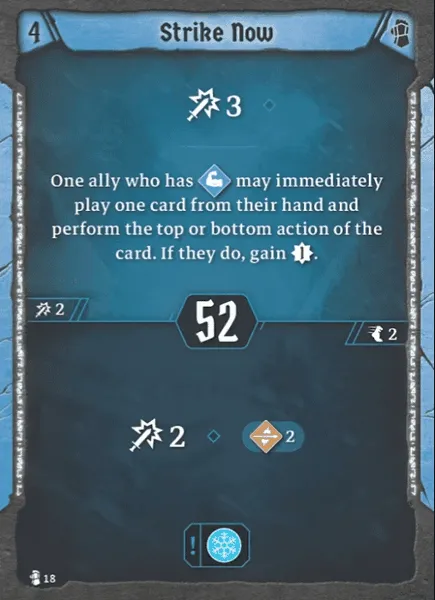 4 Strike Now
3
One ally who has may immediately
play one card from their hand and
perform the top or bottom action of the
card. If they do, gain 1.
2
52
2
2 2
!
18